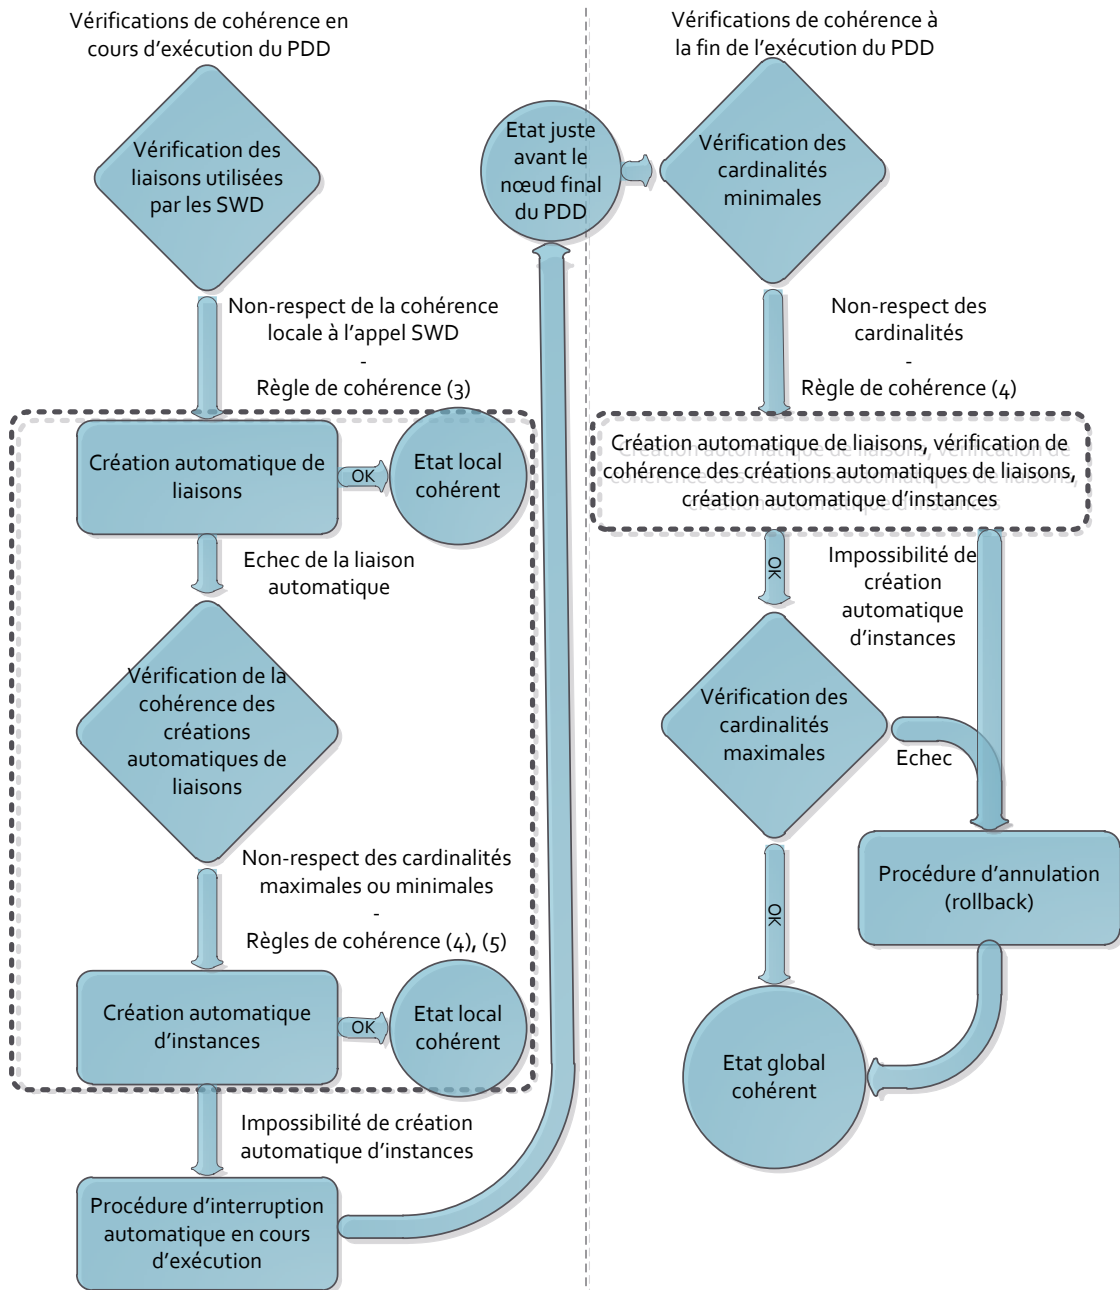 Vérifications de cohérence en
cours d'exécution du PDD
Vérification des
liaisons utilisées
par les SWD
Non-respect de la cohérence
locale à l'appel SWD
-
Règle de cohérence (3)
Création automatique de
liaisons
OK
Etat local
cohérent
Echec de la liaison
automatique
Vérification de la
cohérence des
créations
automatiques de
liaisons
Non-respect des cardinalités
maximales ou minimales
-
Règles de cohérence (4), (5)
Création automatique
d'instances
OK
Etat local
cohérent
Impossibilité de création
automatique d'instances
Procédure d'interruption
automatique en cours
d'exécution
Etat juste
avant le
nœud final
du PDD
Vérifications de cohérence à
la fin de l'exécution du PDD
Vérification des
cardinalités
minimales
Non-respect des
cardinalités
-
Règle de cohérence (4)
Création automatique de liaisons, vérification de
cohérence des créations automatiques de liaisons,
création automatique d'instances
OK
Impossibilité de
création
automatique
d'instances
Vérification des
cardinalités
maximales
Echec
Procédure d'annulation
(rollback)
OK
Etat global
cohérent